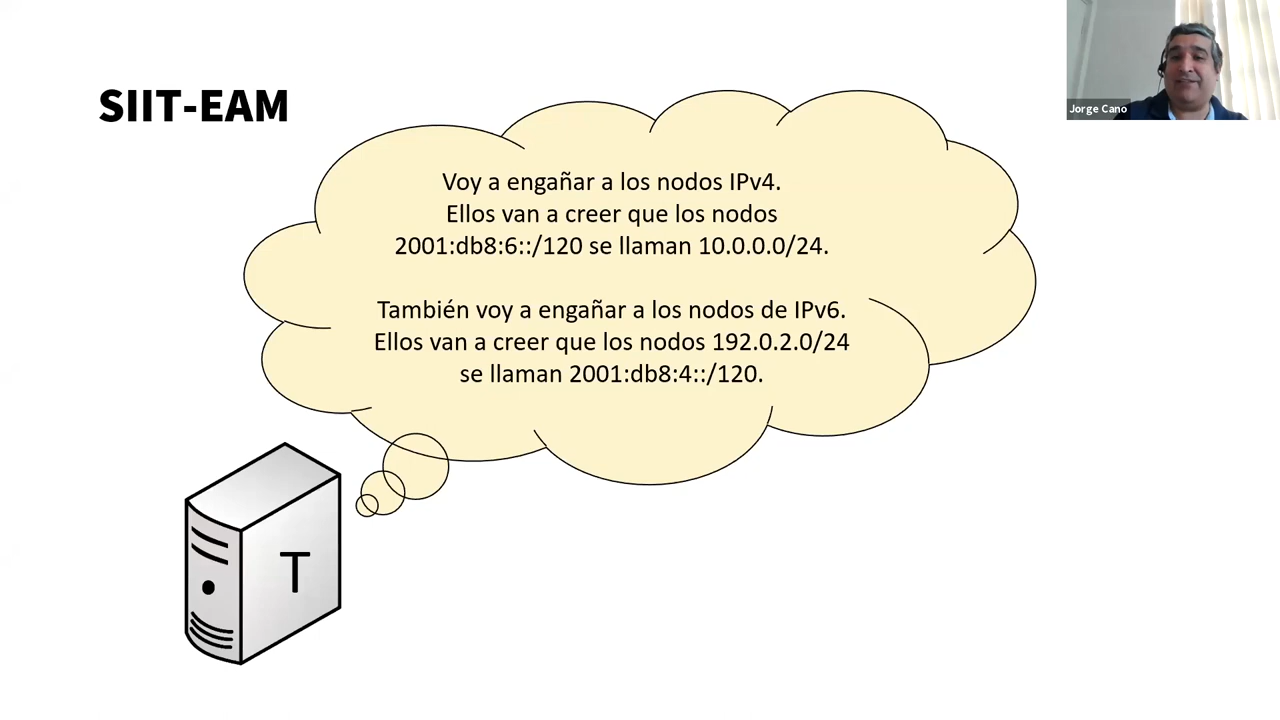 SIIT-EAM
Jorge Cano
Voy a engañar a los nodos IPv4.
Ellos van a creer que los nodos
2001:db8:6::/120 se llaman 10.0.0.0/24.
También voy a engañar a los nodos de IPv6.
Ellos van a creer que los nodos 192.0.2.0/24
se llaman 2001:db8:4::/120.
T